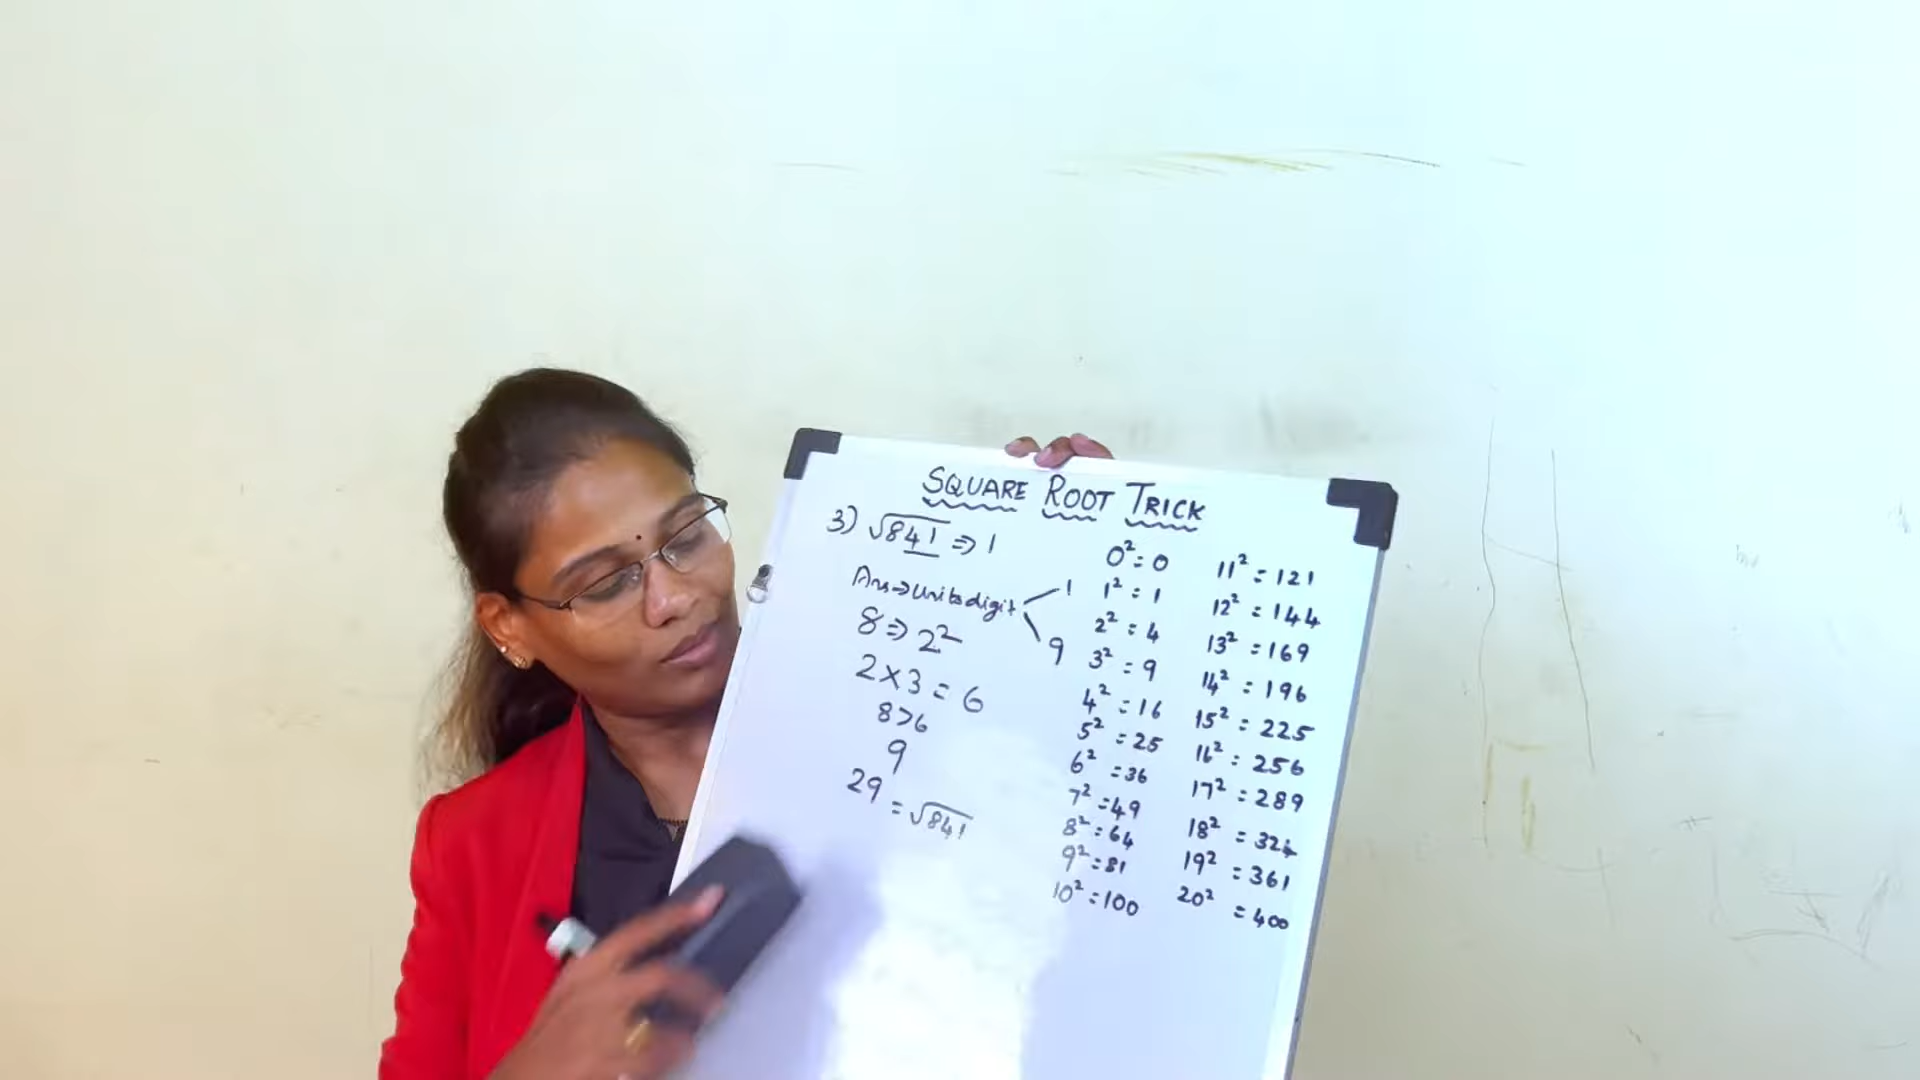 SQUARE ROOT TRICK
3) √841 ⇒ 1
Ans → Units digit
1
9
8 ⇒ 2²
2 × 3 = 6
8 > 6
9
29 = √841
0² = 0
1² = 1
2² = 4
3² = 9
4² = 16
5² = 25
6² = 36
7² = 49
8² = 64
9² = 81
10² = 100
11² = 121
12² = 144
13² = 169
14² = 196
15² = 225
16² = 256
17² = 289
18² = 324
19² = 361
20² = 400